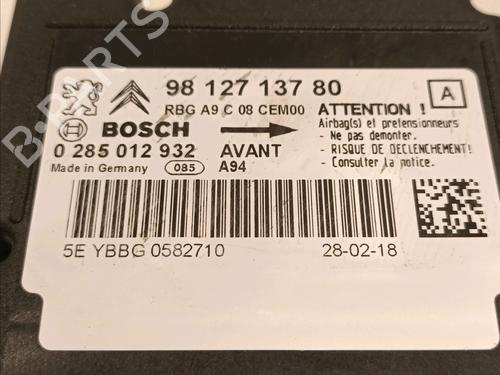 98 127 137 80
A
RBG A9 C 08 CEM00
ATTENTION !
Airbag(s) et pretensionneurs
- Ne pas demonter.
- RISQUE DE DECLENCHEMENT!
- Consulter la notice.
BOSCH
0 285 012 932
AVANT
Made in Germany
085
A94
5E YBBG 0582710
28-02-18
B-PARTS